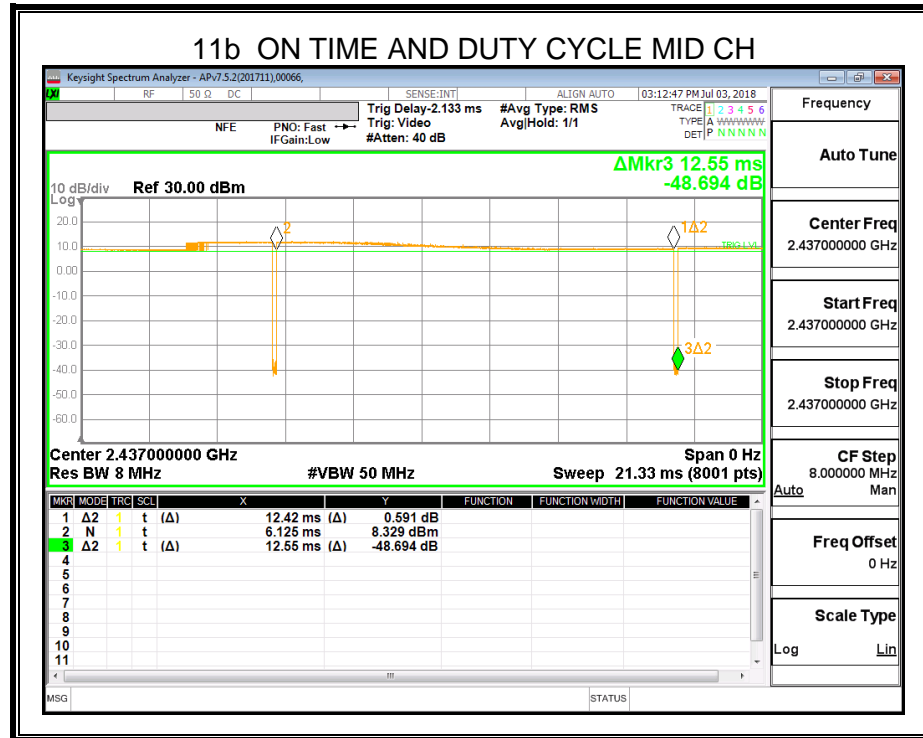 11b  ON TIME AND DUTY CYCLE MID CH
Keysight Spectrum Analyzer - APv7.5.2(201711),00066,
LXI RF 50 Ω DC SENSE:INT ALIGN AUTO 03:12:47 PM Jul 03, 2018
NFE
PNO: Fast
IFGain:Low
Trig Delay-2.133 ms
Trig: Video
#Atten: 40 dB
#Avg Type: RMS
Avg|Hold: 1/1
TRACE 1 2 3 4 5 6
TYPE A WWWWW
DET P N N N N N
ΔMkr3 12.55 ms
-48.694 dB
10 dB/div Ref 30.00 dBm
Log
20.0
10.0
0.00
-10.0
-20.0
-30.0
-40.0
-50.0
-60.0
2
1Δ2
TRIG LVL
3Δ2
Center 2.437000000 GHz Span 0 Hz
Res BW 8 MHz #VBW 50 MHz Sweep 21.33 ms (8001 pts)
MKR MODE TRC SCL X Y FUNCTION FUNCTION WIDTH FUNCTION VALUE
1 Δ2 1 t (Δ) 12.42 ms (Δ) 0.591 dB
2 N 1 t 6.125 ms 8.329 dBm
3 Δ2 1 t (Δ) 12.55 ms (Δ) -48.694 dB
4
5
6
7
8
9
10
11
MSG STATUS
Frequency
Auto Tune
Center Freq
2.437000000 GHz
Start Freq
2.437000000 GHz
Stop Freq
2.437000000 GHz
CF Step
8.000000 MHz
Auto Man
Freq Offset
0 Hz
Scale Type
Log Lin